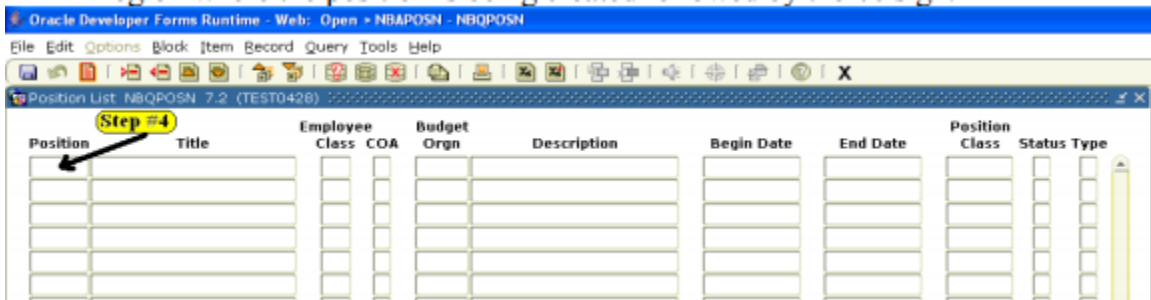 Oracle Developer Forms Runtime - Web: Open > NBAPOSN - NBQPOSN
File Edit Options Block Item Record Query Tools Help
X
Position List NBQPOSN 7.2 (TEST0428)
Step #4
Position Title Employee Class COA Budget Orgn Description Begin Date End Date Position Class Status Type